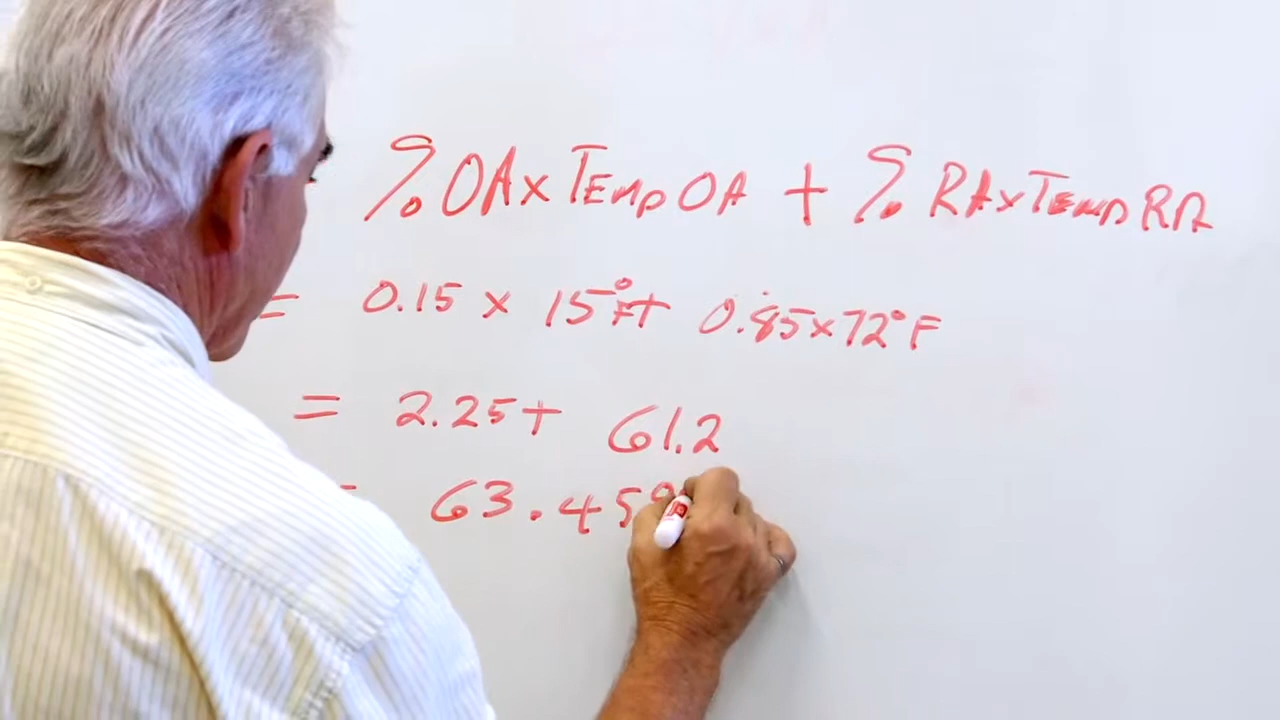 % OA x TEMP OA + % RA x TEMP RA
= 0.15 x 15°F + 0.85 x 72°F
= 2.25 + 61.2
= 63.45°